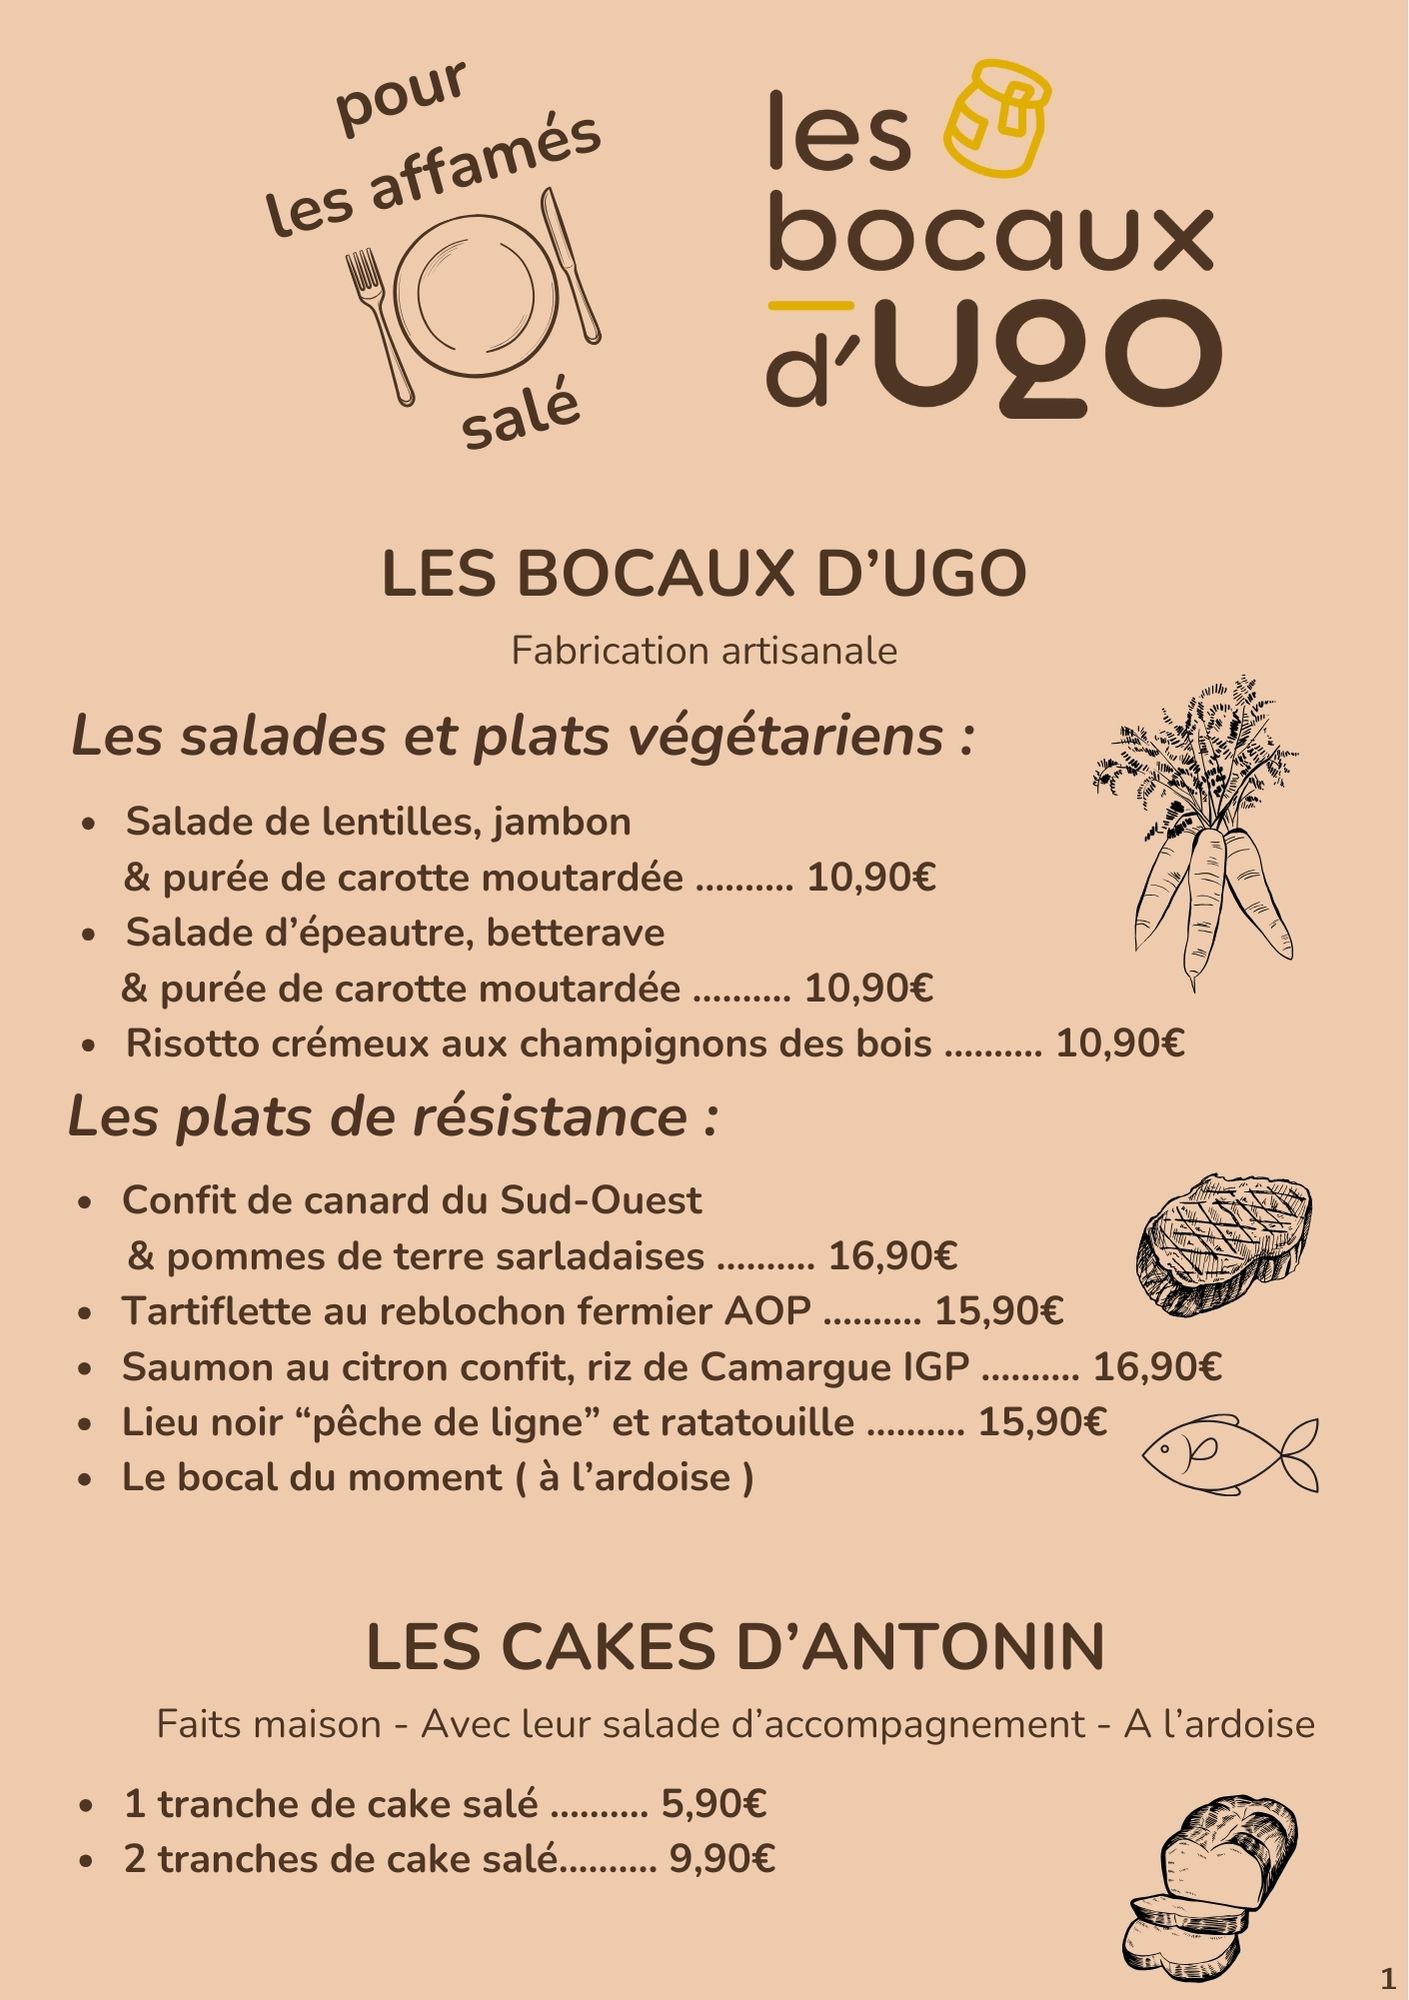 pour
les affamés
salé
les
bocaux
d'ugo
LES BOCAUX D’UGO
Fabrication artisanale
Les salades et plats végétariens :
• Salade de lentilles, jambon
& purée de carotte moutardée .......... 10,90€
• Salade d’épeautre, betterave
& purée de carotte moutardée .......... 10,90€
• Risotto crémeux aux champignons des bois .......... 10,90€
Les plats de résistance :
• Confit de canard du Sud-Ouest
& pommes de terre sarladaises .......... 16,90€
• Tartiflette au reblochon fermier AOP .......... 15,90€
• Saumon au citron confit, riz de Camargue IGP .......... 16,90€
• Lieu noir “pêche de ligne” et ratatouille .......... 15,90€
• Le bocal du moment ( à l’ardoise )
LES CAKES D’ANTONIN
Faits maison - Avec leur salade d’accompagnement - A l’ardoise
• 1 tranche de cake salé .......... 5,90€
• 2 tranches de cake salé.......... 9,90€
1